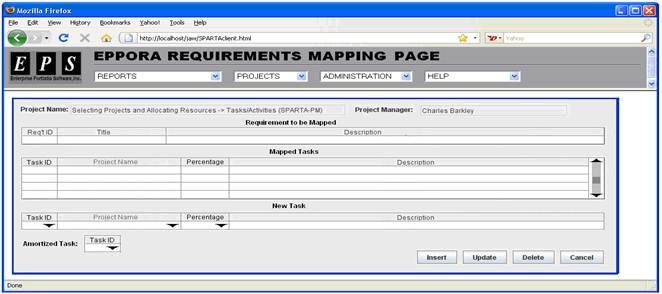 Mozilla Firefox
File Edit View History Bookmarks Yahoo! Tools Help
http://localhost/jaw/SPARTAclient.html
Yahoo
EPS
Enterprise Portfolio Software, Inc.
EPPORA REQUIREMENTS MAPPING PAGE
REPORTS PROJECTS ADMINISTRATION HELP
Project Name: Selecting Projects and Allocating Resources -> Tasks/Activities (SPARTA-PM) Project Manager: Charles Barkley
Requirement to be Mapped
Req't ID Title Description
Mapped Tasks
Task ID Project Name Percentage Description
New Task
Task ID Project Name Percentage Description
Amortized Task: Task ID
Insert Update Delete Cancel
Done